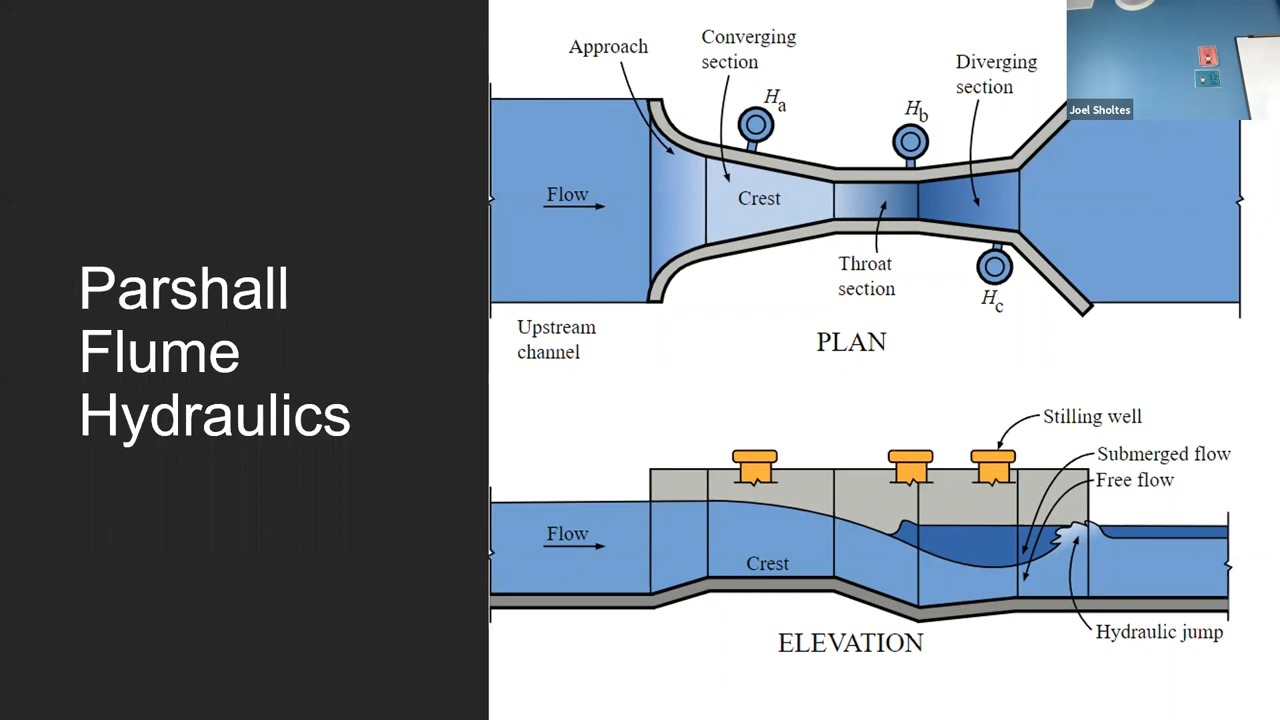 Parshall
Flume
Hydraulics
Approach
Converging
section
Diverging
section
Joel Sholtes
Ha
Hb
Flow
Crest
Throat
section
Hc
Upstream
channel
PLAN
Stilling well
Submerged flow
Free flow
Flow
Crest
Hydraulic jump
ELEVATION